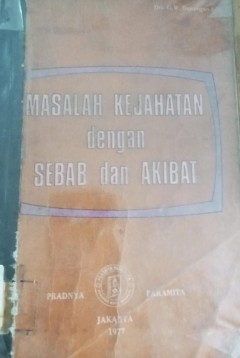 MASALAH KEJAHATAN
dengan
SEBAB dan AKIBAT
PRADNYA PARAMITA
JAKARTA